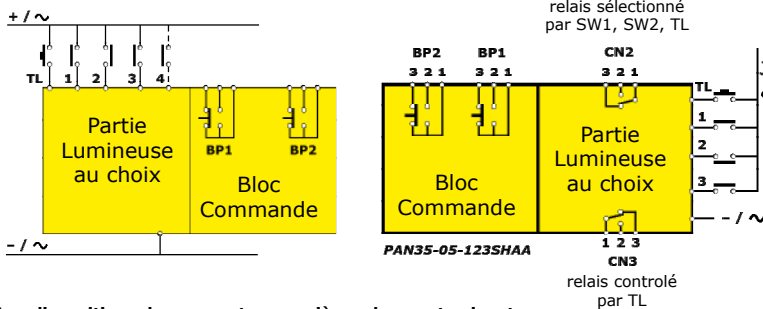 + / ∿
TL 1 2 3 4
Partie
Lumineuse
au choix
BP1 BP2
Bloc
Commande
- / ∿
relais sélectionné
par SW1, SW2, TL
BP2 BP1 CN2
3 2 1 3 2 1 3 2 1
TL
1
2
3
Bloc
Commande
Partie
Lumineuse
au choix
- / ∿
PAN35-05-123SHAA
1 2 3
CN3
relais controlé
par TL